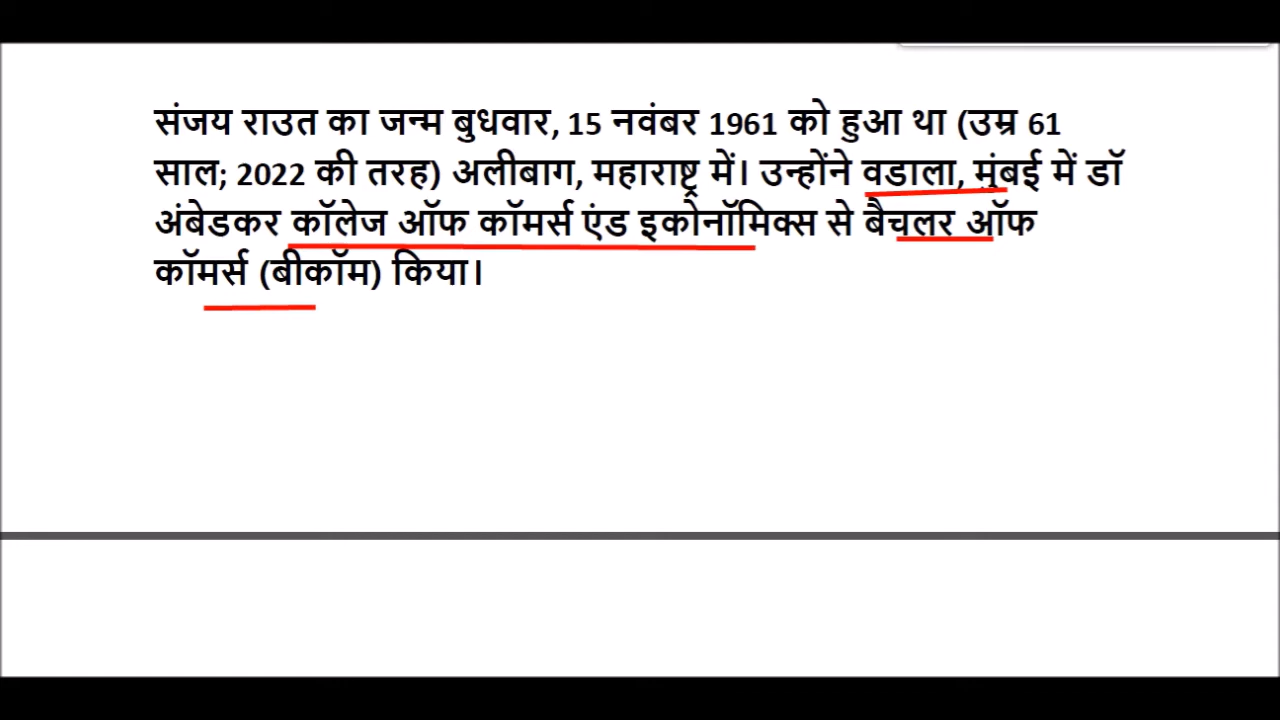 संजय राउत का जन्म बुधवार, 15 नवंबर 1961 को हुआ था (उम्र 61
साल; 2022 की तरह) अलीबाग, महाराष्ट्र में। उन्होंने वडाला, मुंबई में डॉ
अंबेडकर कॉलेज ऑफ कॉमर्स एंड इकोनॉमिक्स से बैचलर ऑफ
कॉमर्स (बीकॉम) किया।